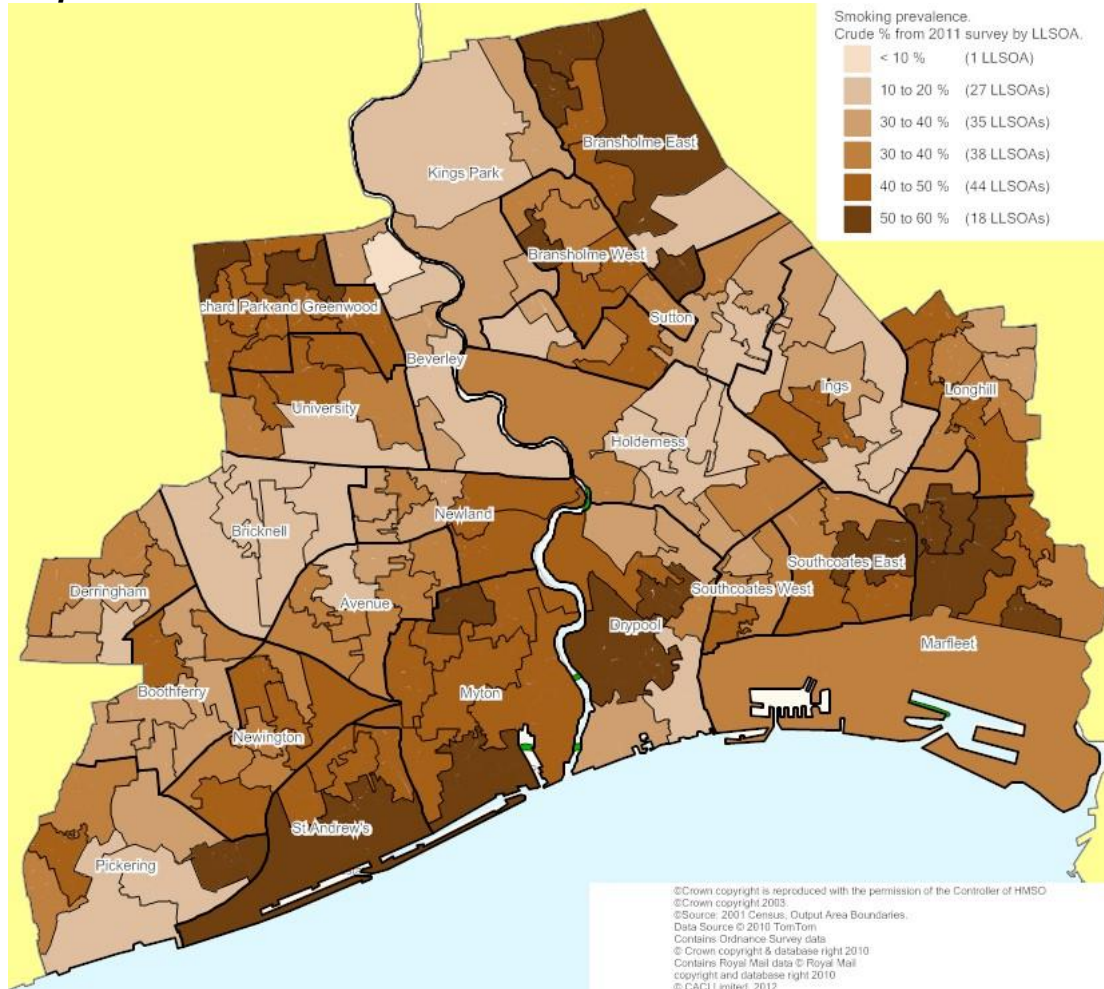 Smoking prevalence.
Crude % from 2011 survey by LLSOA.
< 10 % (1 LLSOA)
10 to 20 % (27 LLSOAs)
30 to 40 % (35 LLSOAs)
30 to 40 % (38 LLSOAs)
40 to 50 % (44 LLSOAs)
50 to 60 % (18 LLSOAs)
Bransholme East
Kings Park
Bransholme West
chard Park and Greenwood
Sutton
Beverley
Ings
Longhill
University
Holderness
Newland
Bricknell
Southcoates East
Derringham
Southcoates West
Avenue
Drypool
Marfleet
Boothferry
Myton
Newington
St Andrew's
Pickering
©Crown copyright is reproduced with the permission of the Controller of HMSO
©Crown copyright 2003.
©Source: 2001 Census, Output Area Boundaries.
Data Source © 2010 TomTom
Contains Ordnance Survey data
© Crown copyright & database right 2010
Contains Royal Mail data © Royal Mail
copyright and database right 2010
© CACI Limited, 2012